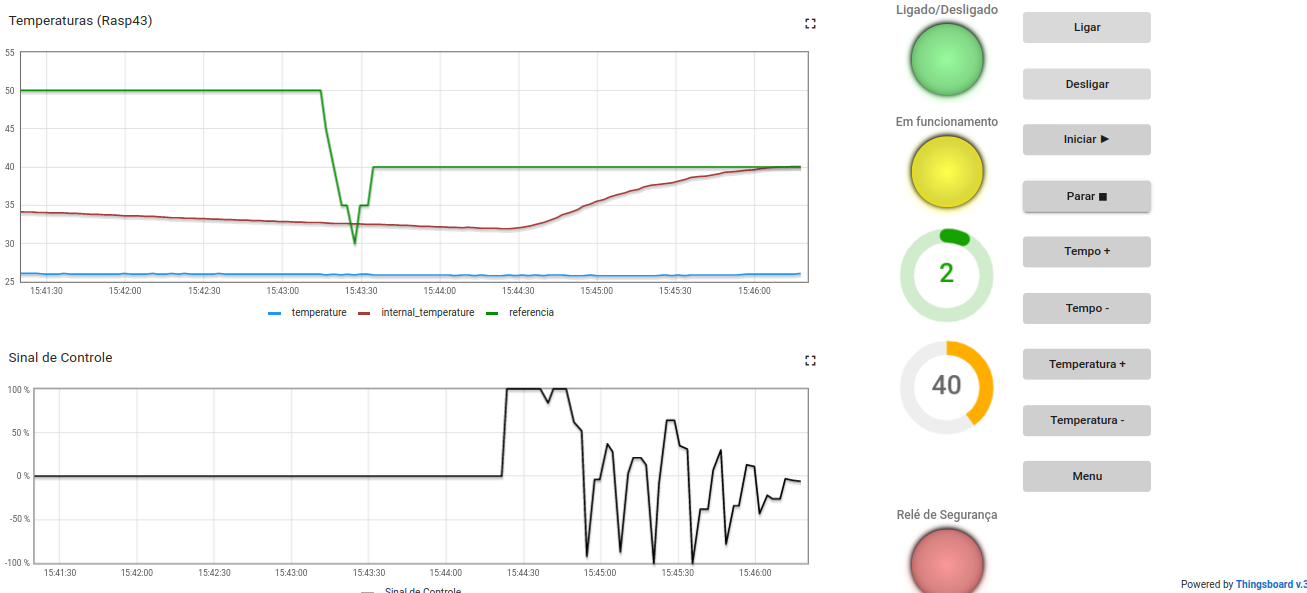 Temperaturas (Rasp43)
55
50
45
40
35
30
25
15:41:30 15:42:00 15:42:30 15:43:00 15:43:30 15:44:00 15:44:30 15:45:00 15:45:30 15:46:00
temperature internal_temperature referencia
Sinal de Controle
100 %
50 %
0 %
-50 %
-100 %
15:41:30 15:42:00 15:42:30 15:43:00 15:43:30 15:44:00 15:44:30 15:45:00 15:45:30 15:46:00
Sinal de Controle
Ligado/Desligado
Ligar
Desligar
Em funcionamento
Iniciar ▶
Parar ■
2
Tempo +
Tempo -
40
Temperatura +
Temperatura -
Menu
Relé de Segurança
Powered by Thingsboard v.3